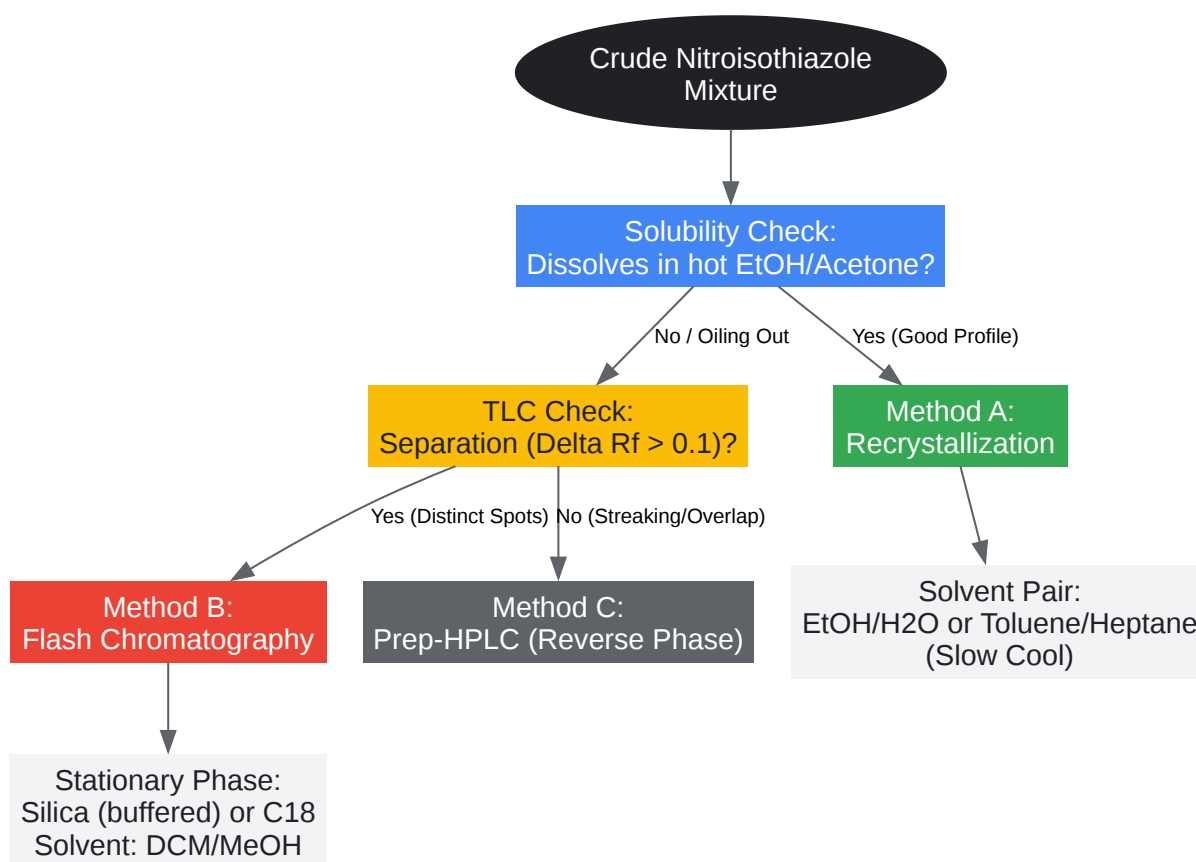 Crude Nitroisothiazole
Mixture
Solubility Check:
Dissolves in hot EtOH/Acetone?
No / Oiling Out
Yes (Good Profile)
TLC Check:
Separation (Delta Rf > 0.1)?
Method A:
Recrystallization
Yes (Distinct Spots)
No (Streaking/Overlap)
Method B:
Flash Chromatography
Method C:
Prep-HPLC (Reverse Phase)
Solvent Pair:
EtOH/H2O or Toluene/Heptane
(Slow Cool)
Stationary Phase:
Silica (buffered) or C18
Solvent: DCM/MeOH